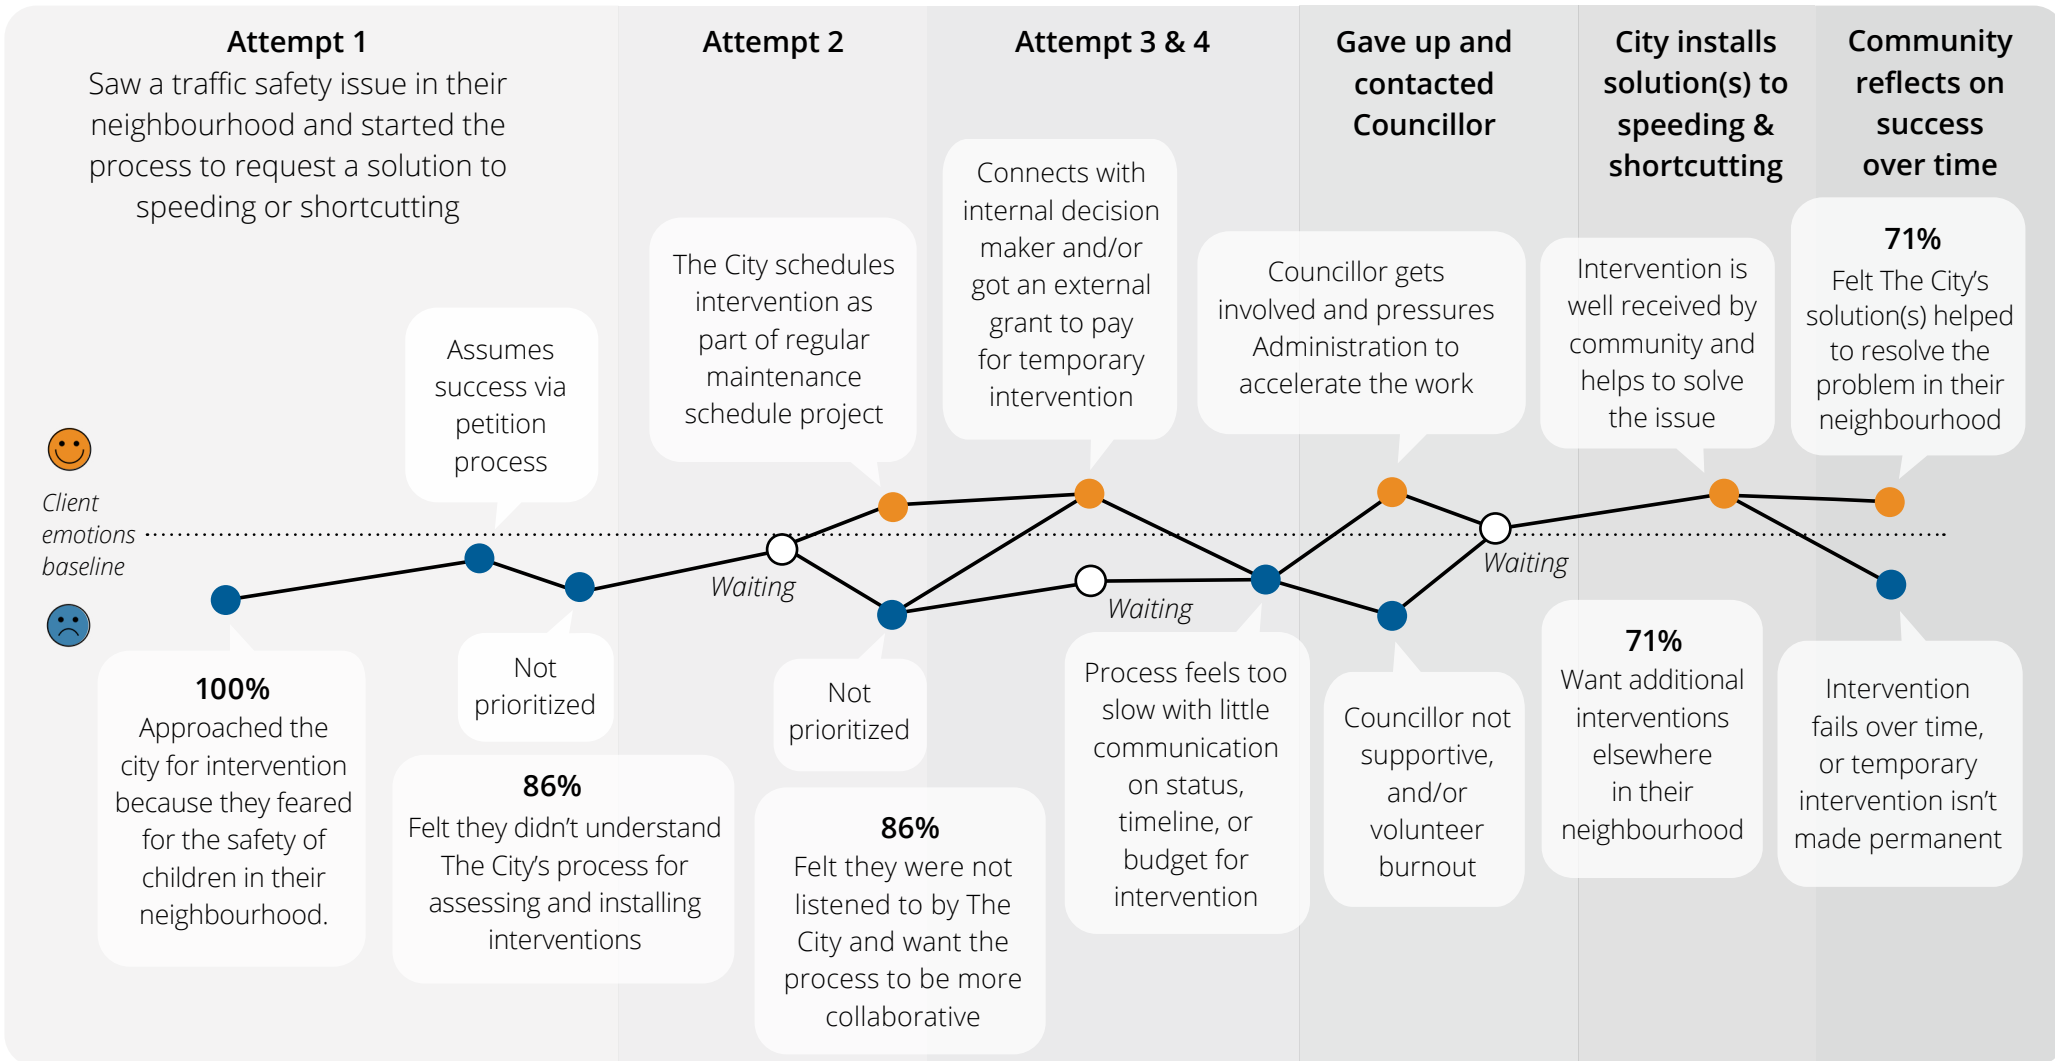 Attempt 1
Saw a traffic safety issue in their
neighbourhood and started the
process to request a solution to
speeding or shortcutting
Attempt 2
Attempt 3 & 4
Gave up and
contacted
Councillor
City installs
solution(s) to
speeding &
shortcutting
Community
reflects on
success
over time
Assumes
success via
petition
process
The City schedules
intervention as
part of regular
maintenance
schedule project
Connects with
internal decision
maker and/or
got an external
grant to pay
for temporary
intervention
Councillor gets
involved and pressures
Administration to
accelerate the work
Intervention is
well received by
community and
helps to solve
the issue
71%
Felt The City’s
solution(s) helped
to resolve the
problem in their
neighbourhood
Client
emotions
baseline
Waiting
Waiting
Waiting
100%
Approached the
city for intervention
because they feared
for the safety of
children in their
neighbourhood.
Not
prioritized
86%
Felt they didn’t understand
The City’s process for
assessing and installing
interventions
Not
prioritized
86%
Felt they were not
listened to by The
City and want the
process to be more
collaborative
Process feels too
slow with little
communication
on status,
timeline, or
budget for
intervention
Councillor not
supportive,
and/or
volunteer
burnout
71%
Want additional
interventions
elsewhere
in their
neighbourhood
Intervention
fails over time,
or temporary
intervention isn’t
made permanent